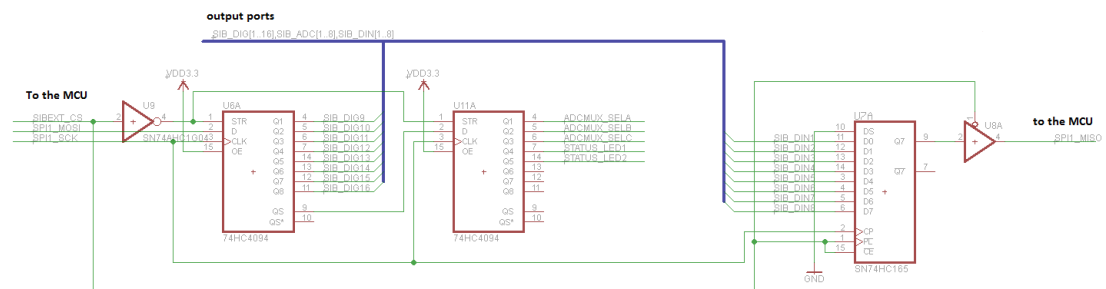 output ports
SIB_DIG[1..16],SIB_ADC[1..8],SIB_DIN[1..8]
To the MCU
SIBEXT_CS
SPI1_MOSI
SPI1_SCK
U9
2
4
SN74AHC1G04
VDD3.3
U6A
1 STR Q1 4 SIB_DIG9
2 D Q2 5 SIB_DIG10
3 CLK Q3 6 SIB_DIG11
15 OE Q4 7 SIB_DIG12
Q5 14 SIB_DIG13
Q6 13 SIB_DIG14
Q7 12 SIB_DIG15
Q8 11 SIB_DIG16
QS 9
QS* 10
74HC4094
VDD3.3
U11A
1 STR Q1 4 ADCMUX_SELA
2 D Q2 5 ADCMUX_SELB
3 CLK Q3 6 ADCMUX_SELC
15 OE Q4 7 STATUS_LED1
Q5 14 STATUS_LED2
Q6 13
Q7 12
Q8 11
QS 9
QS* 10
74HC4094
U7A
10 DS
SIB_DIN1 11 D0 Q7 9
SIB_DIN2 12 D1
SIB_DIN3 13 D2
SIB_DIN4 14 D3 Q7 7
SIB_DIN5 3 D4
SIB_DIN6 4 D5
SIB_DIN7 5 D6
SIB_DIN8 6 D7
2 CP
1 PL
15 CE
SN74HC165
GND
U8A
1
2
4
to the MCU
SPI1_MISO